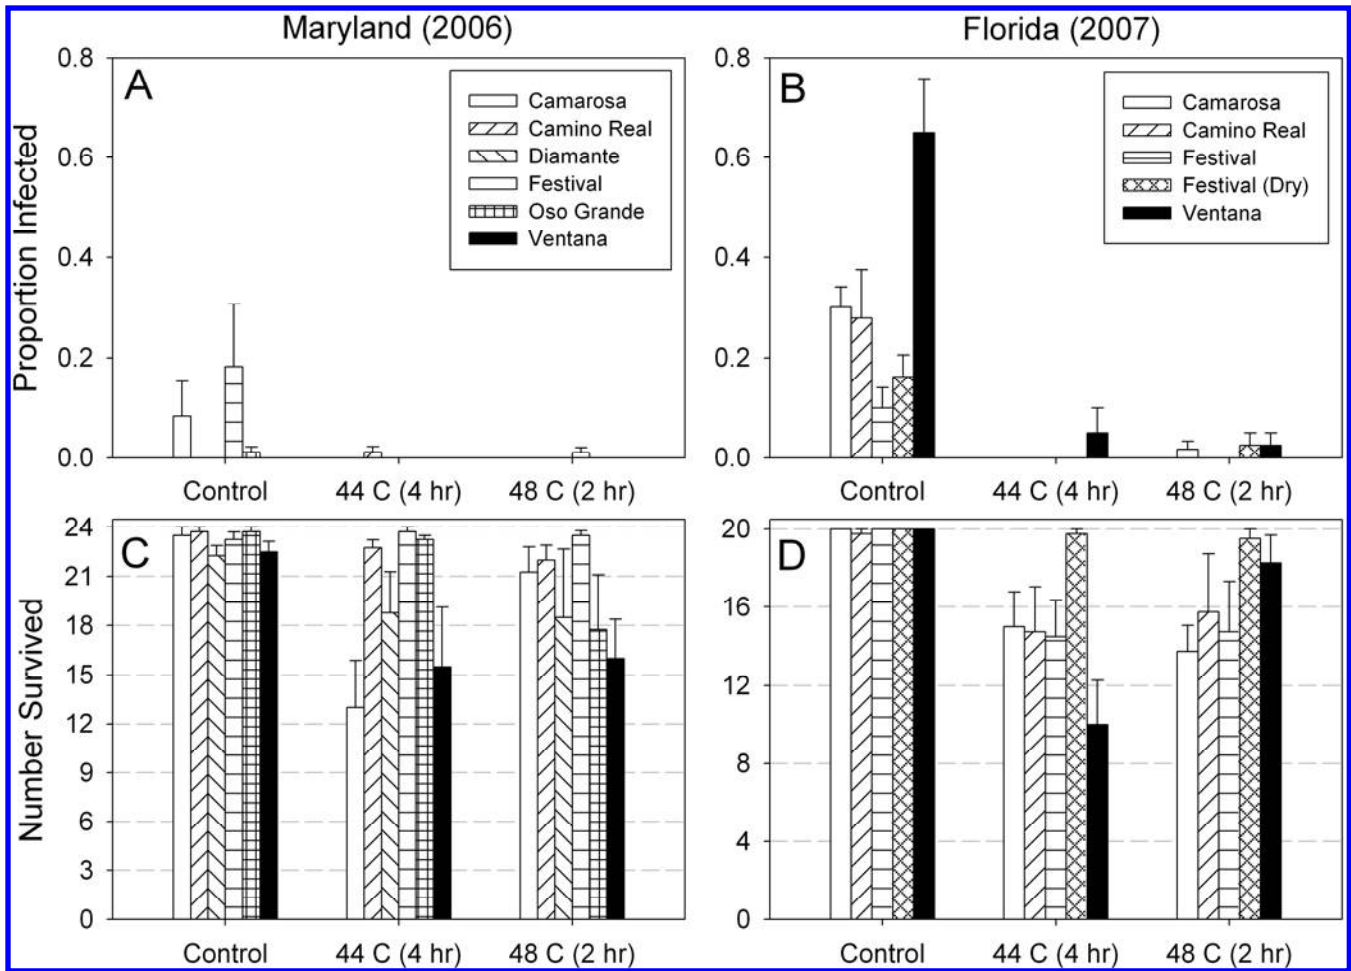 Maryland (2006)
Florida (2007)
Proportion Infected
0.8
0.6
0.4
0.2
0.0
A
Camarosa
Camino Real
Diamante
Festival
Oso Grande
Ventana
Control
44 C (4 hr)
48 C (2 hr)
0.8
0.6
0.4
0.2
0.0
B
Camarosa
Camino Real
Festival
Festival (Dry)
Ventana
Control
44 C (4 hr)
48 C (2 hr)
Number Survived
24
21
18
15
12
9
6
3
0
C
Control
44 C (4 hr)
48 C (2 hr)
20
16
12
8
4
0
D
Control
44 C (4 hr)
48 C (2 hr)